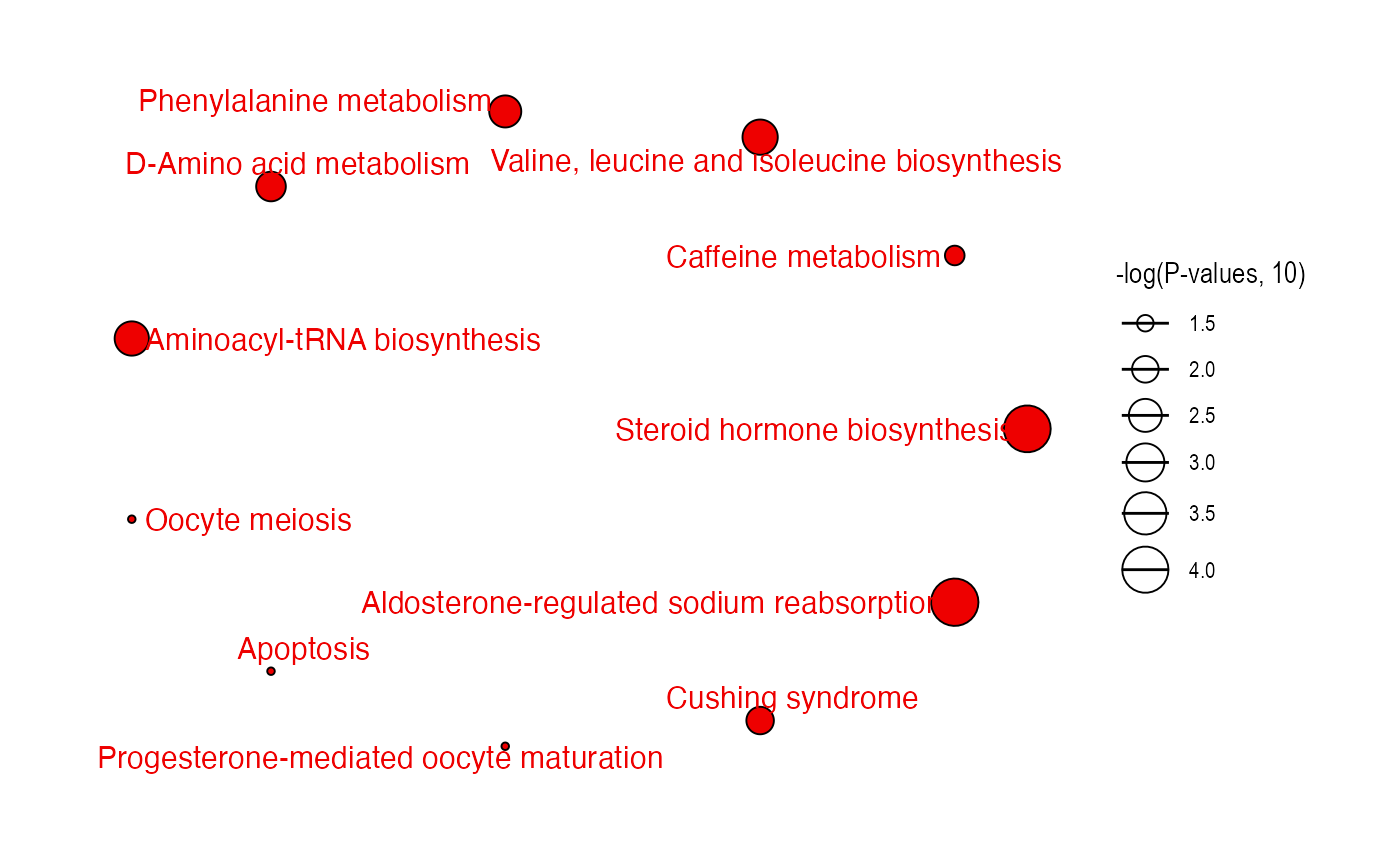 Phenylalanine metabolism
D-Amino acid metabolism
Valine, leucine and isoleucine biosynthesis
Caffeine metabolism
Aminoacyl-tRNA biosynthesis
Steroid hormone biosynthesis
Oocyte meiosis
Aldosterone-regulated sodium reabsorption
Apoptosis
Cushing syndrome
Progesterone-mediated oocyte maturation
-log(P-values, 10)
1.5
2.0
2.5
3.0
3.5
4.0